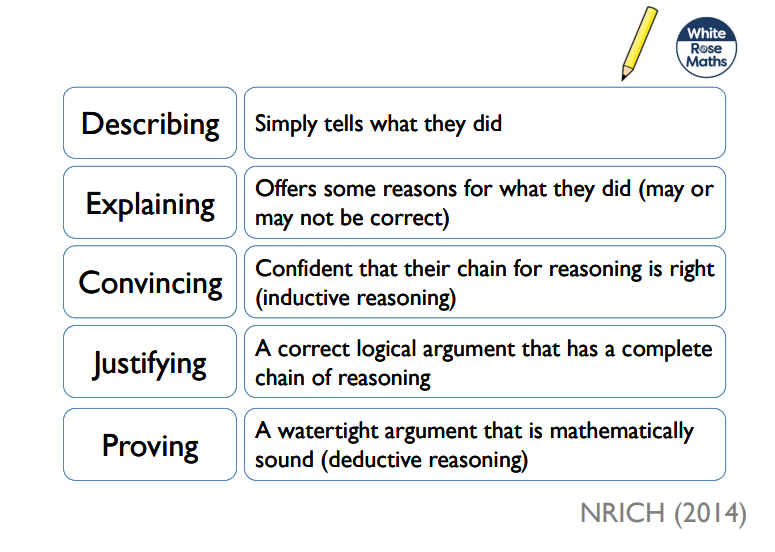 White
Rose
Maths
Describing
Simply tells what they did
Explaining
Offers some reasons for what they did (may or
may not be correct)
Convincing
Confident that their chain for reasoning is right
(inductive reasoning)
Justifying
A correct logical argument that has a complete
chain of reasoning
Proving
A watertight argument that is mathematically
sound (deductive reasoning)
NRICH (2014)